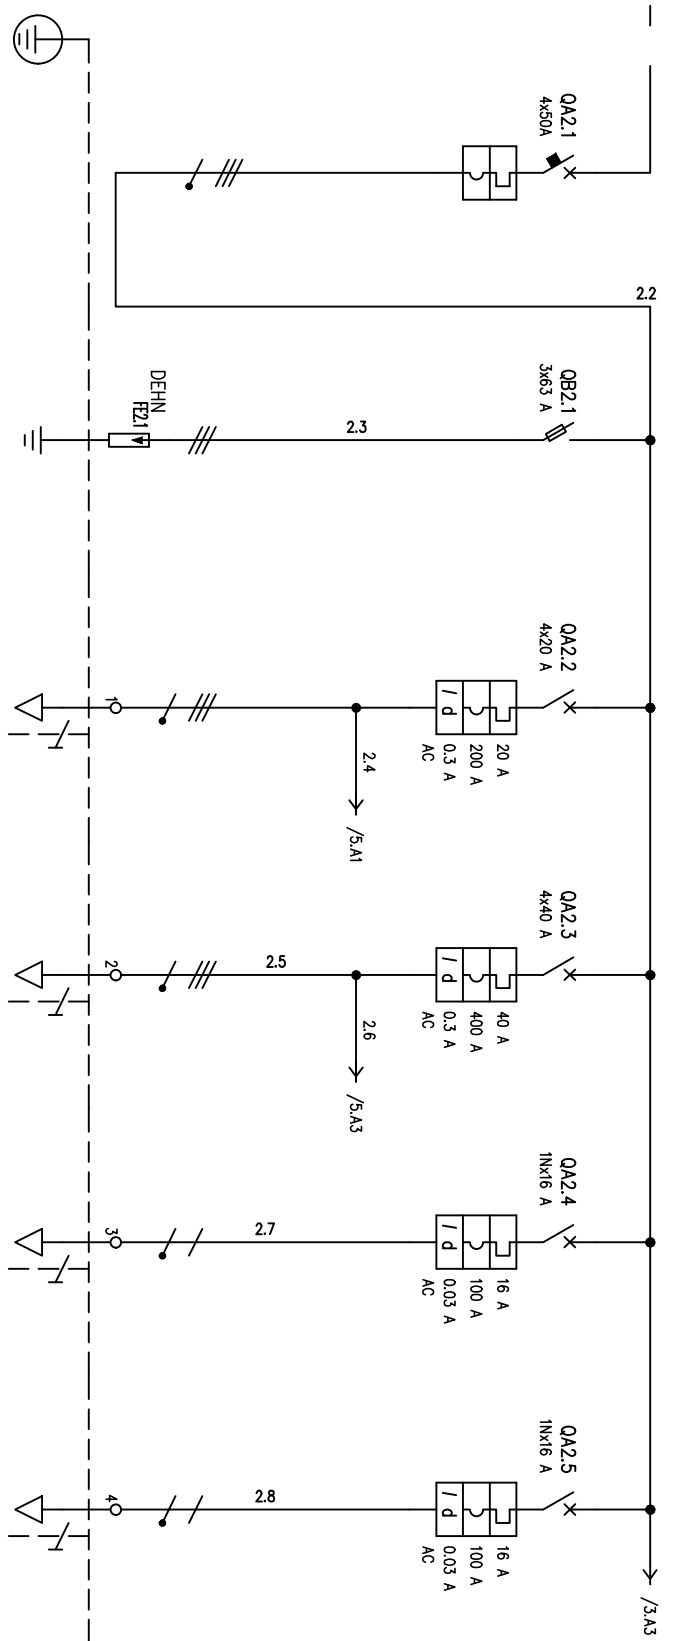 QA2.1
4x50A
2.2
QB2.1
3x63 A
2.3
DEHN
FE2.1
QA2.2
4x20 A
20 A
200 A
I d
0.3 A
AC
2.4
/5.A1
1
QA2.3
4x40 A
40 A
400 A
I d
0.3 A
AC
2.6
/5.A3
2.5
2
QA2.4
1Nx16 A
16 A
100 A
I d
0.03 A
AC
2.7
3
QA2.5
1Nx16 A
16 A
100 A
I d
0.03 A
AC
2.8
4
/3.A3